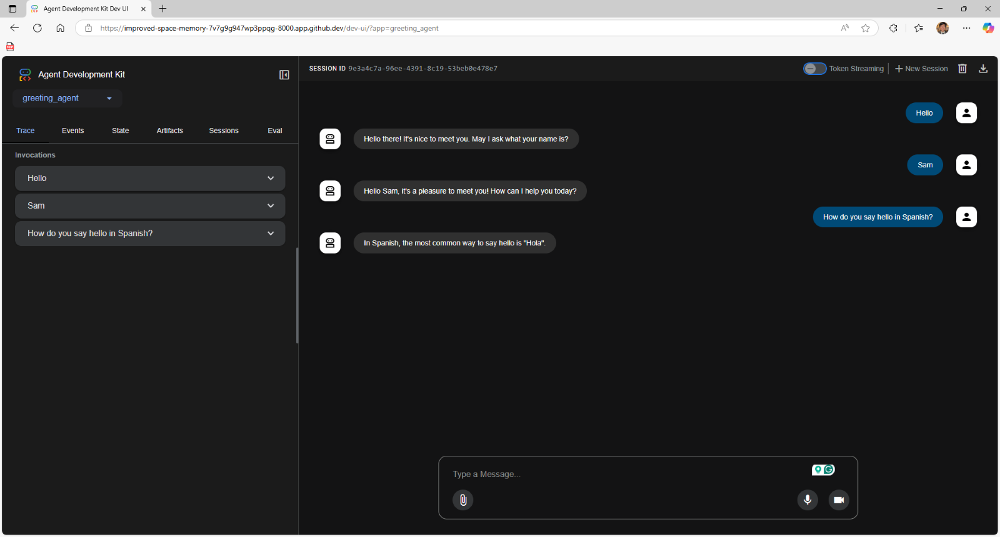 Agent Development Kit Dev UI
https://improved-space-memory-7v7g9g947wp3ppqg-8000.app.github.dev/dev-ui/?app=greeting_agent
PDF
Agent Development Kit
greeting_agent
Trace Events State Artifacts Sessions Eval
Invocations
Hello
Sam
How do you say hello in Spanish?
SESSION ID 9e3a4c7a-96ee-4391-8c19-53beb0e478e7
Token Streaming
New Session
Hello
Hello there! It's nice to meet you. May I ask what your name is?
Sam
Hello Sam, it's a pleasure to meet you! How can I help you today?
How do you say hello in Spanish?
In Spanish, the most common way to say hello is "Hola".
Type a Message...